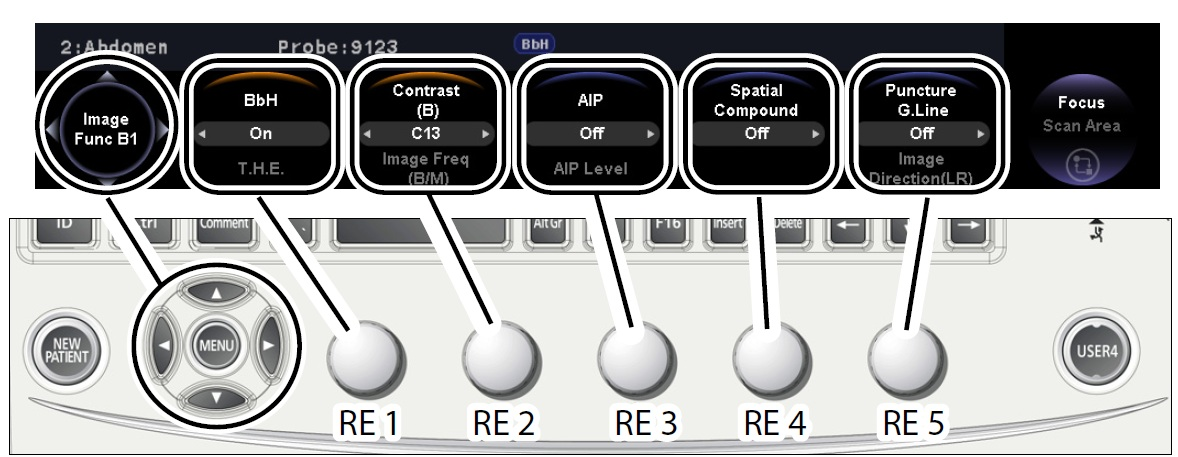 2:Abdomen Probe:9123 BbH
Image
Func B1
BbH
On
T.H.E.
Contrast
(B)
C13
Image Freq
(B/M)
AIP
Off
AIP Level
Spatial
Compound
Off
Puncture
G.Line
Off
Image
Direction(LR)
Focus
Scan Area
ID Comment Alt Gr F16 Insert Delete
NEW
PATIENT
MENU
USER4
RE 1 RE 2 RE 3 RE 4 RE 5